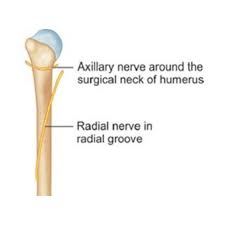 Axillary nerve around the
surgical neck of humerus
Radial nerve in
radial groove